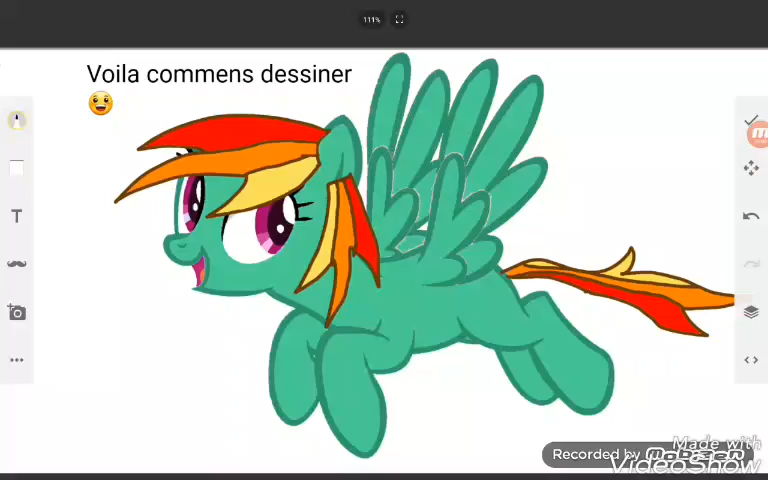 111%
Voila commens dessiner
T
Made with
Recorded by
VideoShow